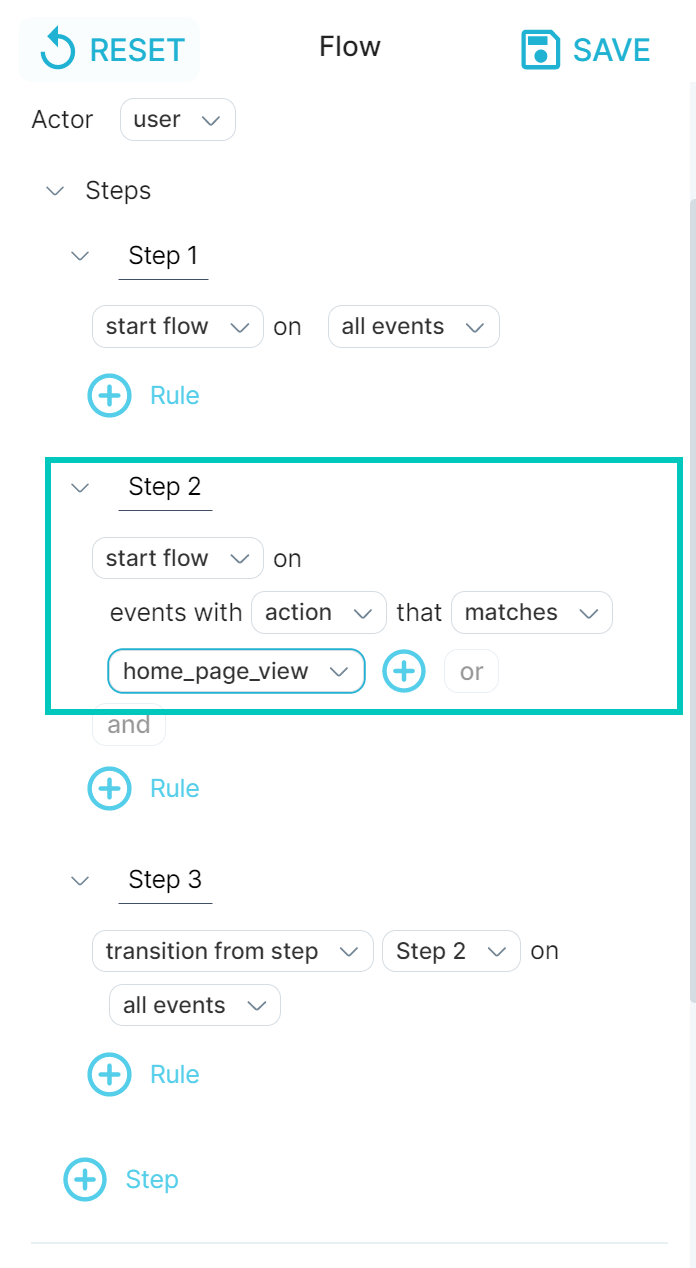 RESET Flow SAVE
Actor user
Steps
Step 1
start flow on all events
Rule
Step 2
start flow on
events with action that matches
home_page_view or
and
Rule
Step 3
transition from step Step 2 on
all events
Rule
Step